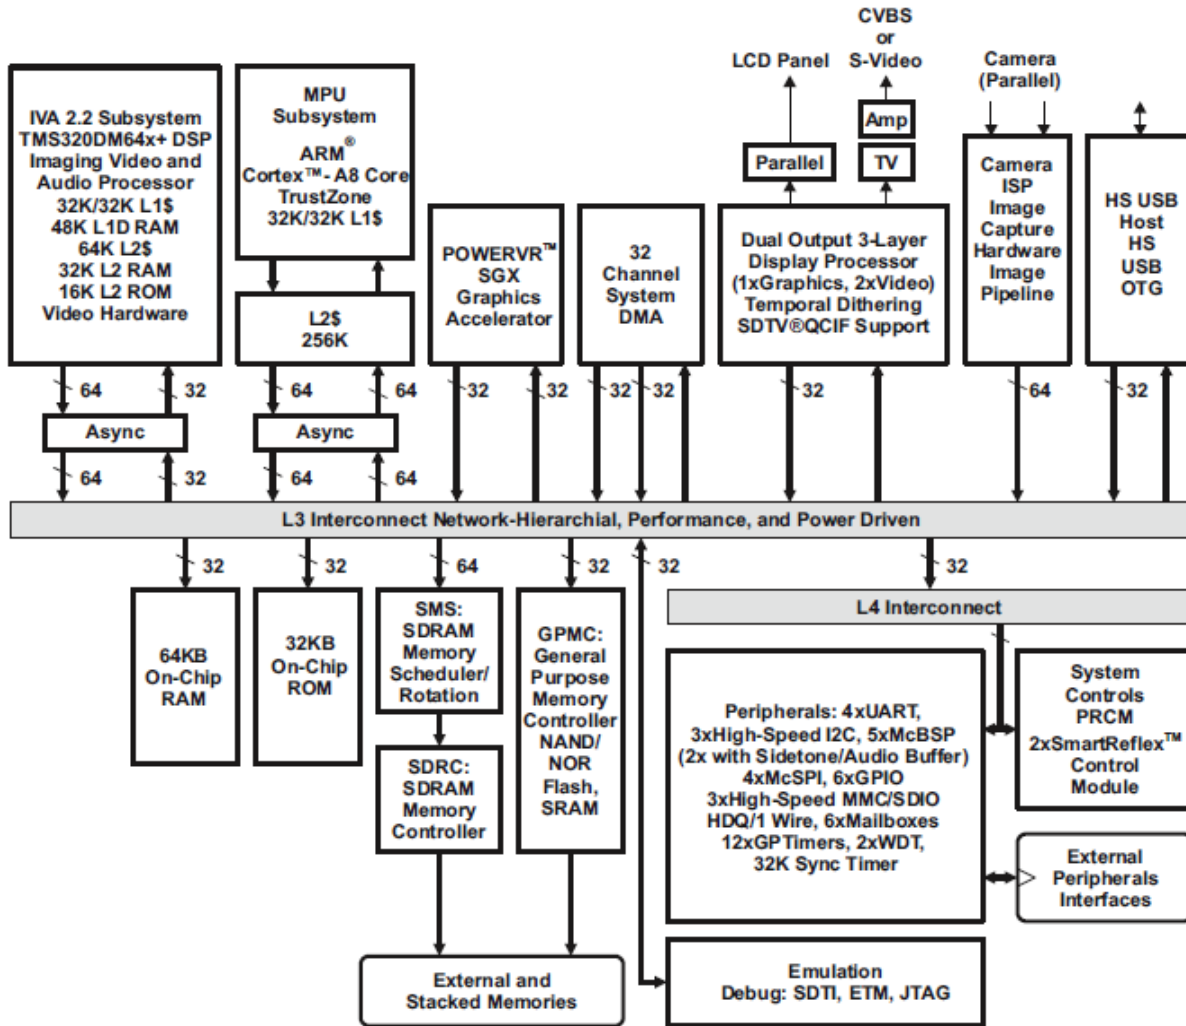 CVBS
or
S-Video
LCD Panel
Camera
(Parallel)
Amp
Parallel
TV
IVA 2.2 Subsystem
TMS320DM64x+ DSP
Imaging Video and
Audio Processor
32K/32K L1$
48K L1D RAM
64K L2$
32K L2 RAM
16K L2 ROM
Video Hardware
MPU
Subsystem
ARM®
Cortex™- A8 Core
TrustZone
32K/32K L1$
L2$
256K
POWERVR™
SGX
Graphics
Accelerator
32
Channel
System
DMA
Dual Output 3-Layer
Display Processor
(1xGraphics, 2xVideo)
Temporal Dithering
SDTV®QCIF Support
Camera
ISP
Image
Capture
Hardware
Image
Pipeline
HS USB
Host
HS
USB
OTG
64
32
64
64
32
32
32
32
32
64
32
Async
Async
64
32
64
64
L3 Interconnect Network-Hierarchial, Performance, and Power Driven
32
32
64
32
32
32
64KB
On-Chip
RAM
32KB
On-Chip
ROM
SMS:
SDRAM
Memory
Scheduler/
Rotation
SDRC:
SDRAM
Memory
Controller
GPMC:
General
Purpose
Memory
Controller
NAND/
NOR
Flash,
SRAM
L4 Interconnect
Peripherals: 4xUART,
3xHigh-Speed I2C, 5xMcBSP
(2x with Sidetone/Audio Buffer)
4xMcSPI, 6xGPIO
3xHigh-Speed MMC/SDIO
HDQ/1 Wire, 6xMailboxes
12xGPTimers, 2xWDT,
32K Sync Timer
System
Controls
PRCM
2xSmartReflex™
Control
Module
External
Peripherals
Interfaces
External and
Stacked Memories
Emulation
Debug: SDTI, ETM, JTAG